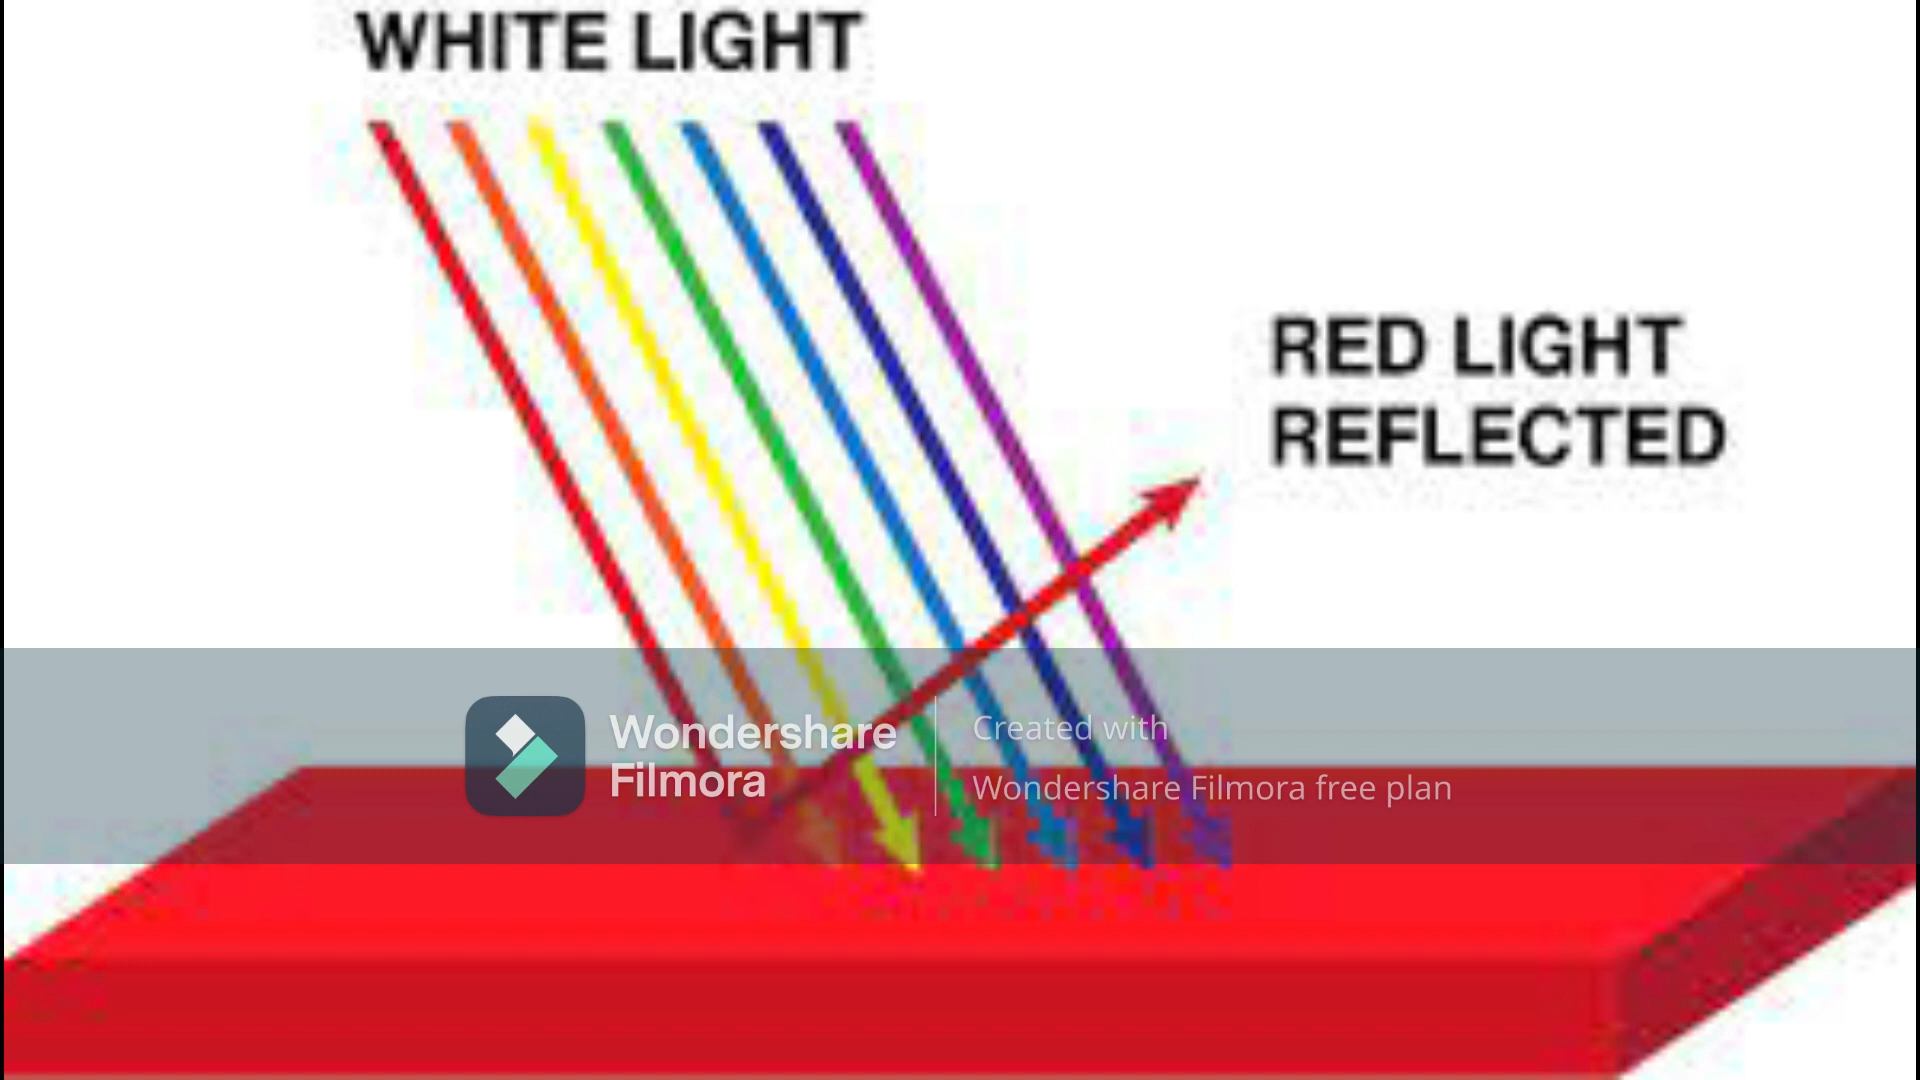 WHITE LIGHT
RED LIGHT
REFLECTED
Wondershare
Filmora
Created with
Wondershare Filmora free plan